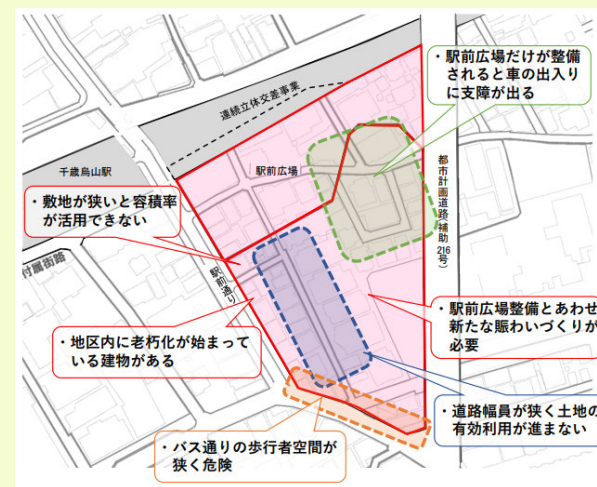 ・駅前広場だけが整備
されると車の出入り
に支障が出る
連続立体交差事業
千歳烏山駅
駅前広場
都市計画道路(補助216号)
・敷地が狭いと容積率
が活用できない
付属街路
駅前通り
・地区内に老朽化が始まって
いる建物がある
・駅前広場整備とあわせ
新たな賑わいづくりが
必要
・道路幅員が狭く土地の
有効利用が進まない
・バス通りの歩行者空間が
狭く危険